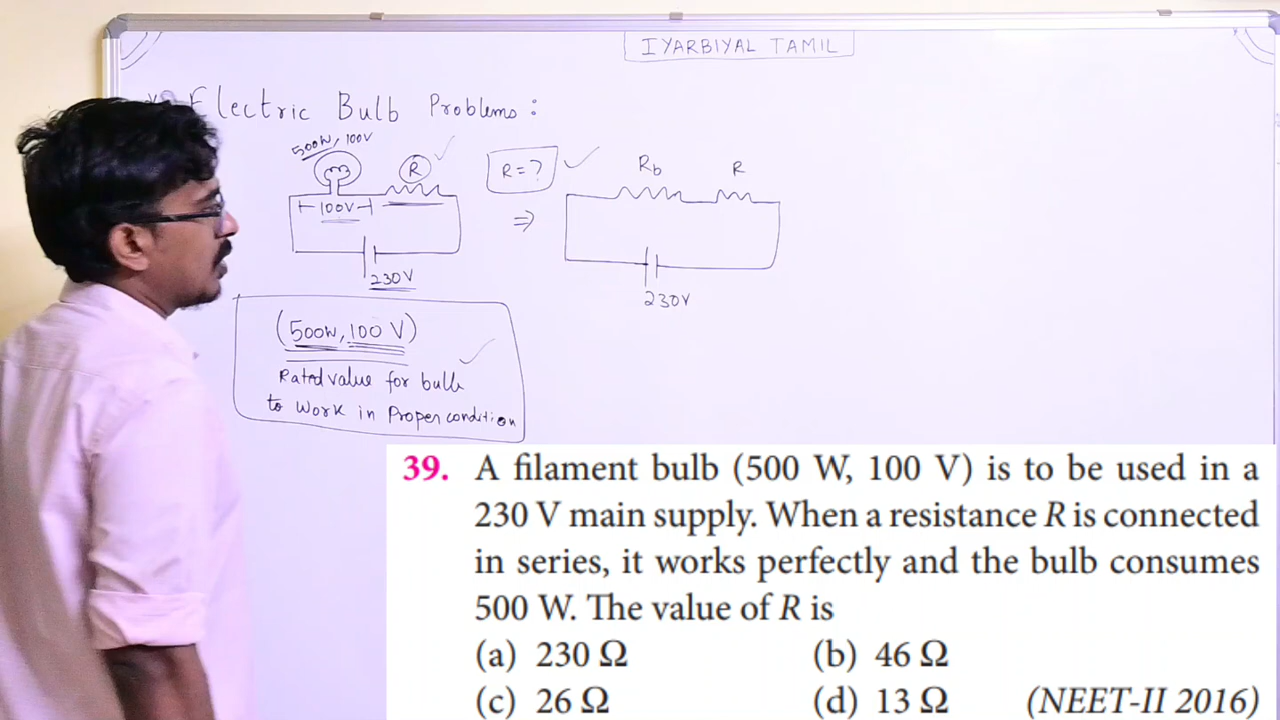 IYARBIYAL TAMIL
Electric Bulb Problems :
500W, 100V
R
100V
230V
R = ?
⇒
Rb
R
230V
(500W, 100 V)
Rated value for bulb
to work in Proper condition
39. A filament bulb (500 W, 100 V) is to be used in a
230 V main supply. When a resistance R is connected
in series, it works perfectly and the bulb consumes
500 W. The value of R is
(a) 230 Ω (b) 46 Ω
(c) 26 Ω (d) 13 Ω (NEET-II 2016)